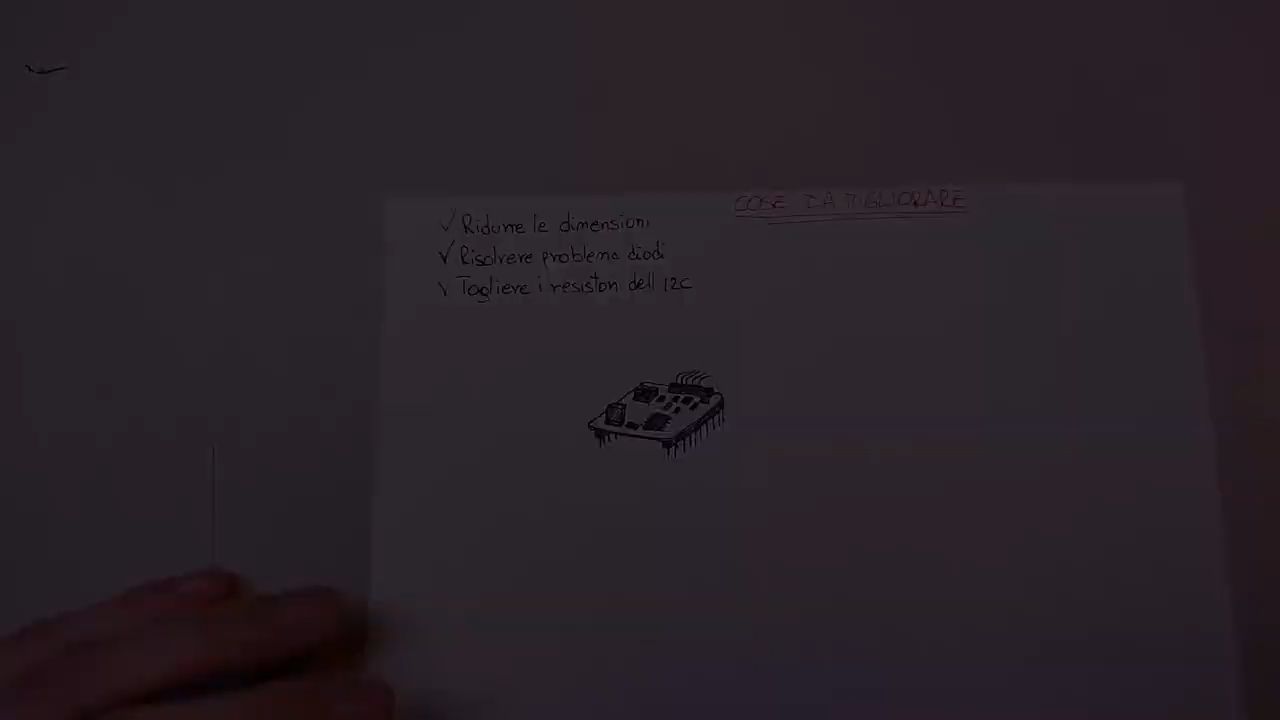 COSE DA MIGLIORARE
✓ Ridurre le dimensioni
✓ Risolvere problema diodi
✓ Togliere i resistori dell I2C